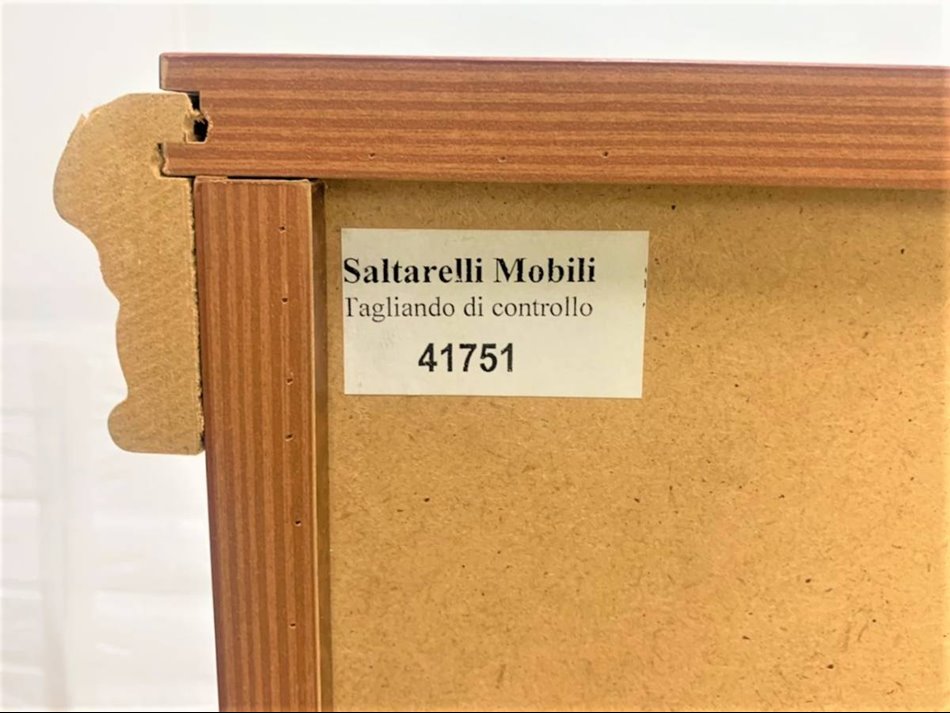 Saltarelli Mobili
Tagliando di controllo
41751